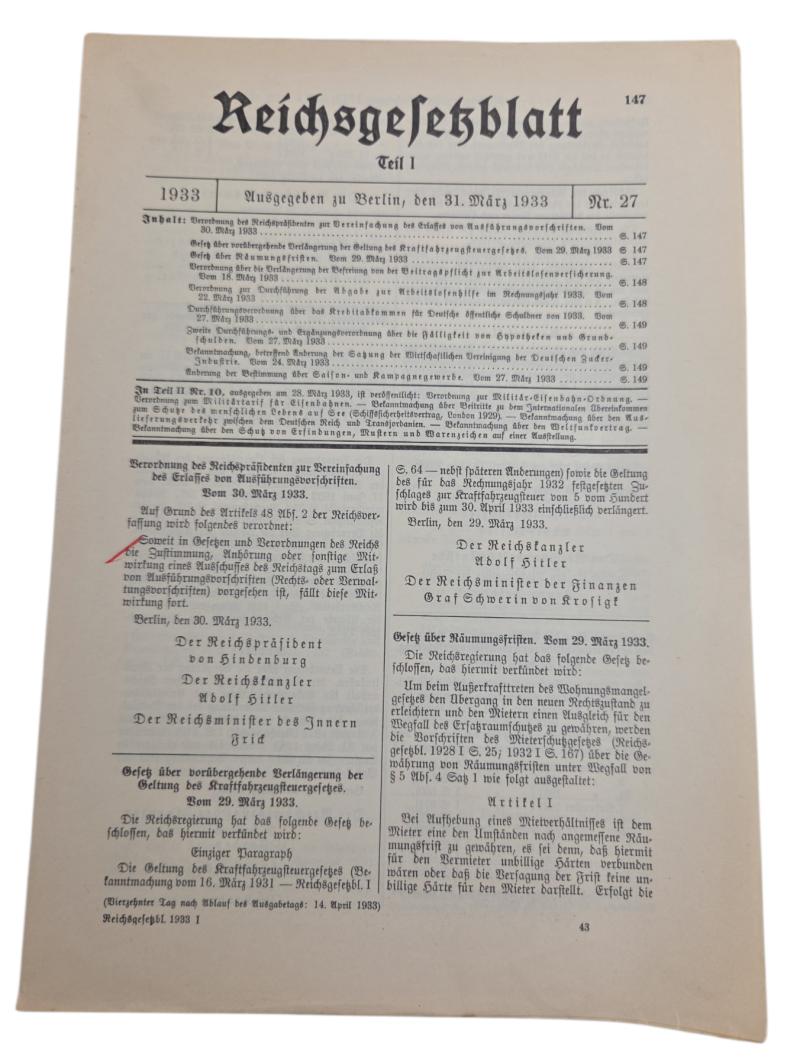 147
Reichsgesetzblatt
Teil I
1933 Ausgegeben zu Berlin, den 31. März 1933 Nr. 27
Inhalt: Verordnung des Reichspräsidenten zur Vereinfachung des Erlasses von Ausführungsvorschriften. Vom
30. März 1933 ........ S. 147
Gesetz über vorübergehende Verlängerung der Geltung des Kraftfahrzeugsteuergesetzes. Vom 29. März 1933 S. 147
Gesetz über Räumungsfristen. Vom 29. März 1933 ........ S. 147
Verordnung über die Verlängerung der Befreiung von der Beitragspflicht zur Arbeitslosenversicherung.
Vom 18. März 1933 ........ S. 148
Verordnung zur Durchführung der Abgabe zur Arbeitslosenhilfe im Rechnungsjahr 1933. Vom
22. März 1933 ........ S. 148
Durchführungsverordnung über das Kreditabkommen für Deutsche öffentliche Schuldner von 1933. Vom
27. März 1933 ........ S. 149
Zweite Durchführungs- und Ergänzungsverordnung über die Fälligkeit von Hypotheken und Grund-
schulden. Vom 27. März 1933 ........ S. 149
Bekanntmachung, betreffend Änderung der Satzung der Wirtschaftlichen Vereinigung der Deutschen Zucker-
Industrie. Vom 24. März 1933 ........ S. 149
Änderung der Bestimmung über Saison- und Kampagnegewerbe. Vom 27. März 1933 ........ S. 149
In Teil II Nr. 10, ausgegeben am 28. März 1933, ist veröffentlicht: Verordnung zur Militär-Eisenbahn-Ordnung. —
Verordnung zum Militärtarif für Eisenbahnen. — Bekanntmachung über Beitritte zu dem Internationalen Übereinkommen
zum Schutze des menschlichen Lebens auf See (Schiffssicherheitsvertrag, London 1929). — Bekanntmachung über den Aus-
lieferungsverkehr zwischen dem Deutschen Reich und Transjordanien. — Bekanntmachung über den Weltfunkvertrag. —
Bekanntmachung über den Schutz von Erfindungen, Mustern und Warenzeichen auf einer Ausstellung.
Verordnung des Reichspräsidenten zur Vereinfachung
des Erlasses von Ausführungsvorschriften.
Vom 30. März 1933.
Auf Grund des Artikels 48 Abs. 2 der Reichsver-
fassung wird folgendes verordnet:
Soweit in Gesetzen und Verordnungen des Reichs
die Zustimmung, Anhörung oder sonstige Mit-
wirkung eines Ausschusses des Reichstags zum Erlaß
von Ausführungsvorschriften (Rechts- oder Verwal-
tungsvorschriften) vorgesehen ist, fällt diese Mit-
wirkung fort.
Berlin, den 30. März 1933.
Der Reichspräsident
von Hindenburg
Der Reichskanzler
Adolf Hitler
Der Reichsminister des Innern
Frick
Gesetz über vorübergehende Verlängerung der
Geltung des Kraftfahrzeugsteuergesetzes.
Vom 29. März 1933.
Die Reichsregierung hat das folgende Gesetz be-
schlossen, das hiermit verkündet wird:
Einziger Paragraph
Die Geltung des Kraftfahrzeugsteuergesetzes (Be-
kanntmachung vom 16. März 1931 — Reichsgesetzbl. I
(Vierzehnter Tag nach Ablauf des Ausgabetags: 14. April 1933)
Reichsgesetzbl. 1933 I
S. 64 — nebst späteren Änderungen) sowie die Geltung
des für das Rechnungsjahr 1932 festgesetzten Zu-
schlages zur Kraftfahrzeugsteuer von 5 vom Hundert
wird bis zum 30. April 1933 einschließlich verlängert.
Berlin, den 29. März 1933.
Der Reichskanzler
Adolf Hitler
Der Reichsminister der Finanzen
Graf Schwerin von Krosigk
Gesetz über Räumungsfristen. Vom 29. März 1933.
Die Reichsregierung hat das folgende Gesetz be-
schlossen, das hiermit verkündet wird:
Um beim Außerkrafttreten des Wohnungsmangel-
gesetzes den Übergang in den neuen Rechtszustand zu
erleichtern und den Mietern einen Ausgleich für den
Wegfall des Ersatzraumschutzes zu gewähren, werden
die Vorschriften des Mieterschutzgesetzes (Reichs-
gesetzbl. 1928 I S. 25; 1932 I S. 167) über die Ge-
währung von Räumungsfristen unter Wegfall von
§ 5 Abs. 4 Satz 1 wie folgt ausgestaltet:
Artikel I
Bei Aufhebung eines Mietverhältnisses ist dem
Mieter eine den Umständen nach angemessene Räu-
mungsfrist zu gewähren, es sei denn, daß hiermit
für den Vermieter unbillige Härten verbunden
wären oder daß die Versagung der Frist keine un-
billige Härte für den Mieter darstellt. Erfolgt die
43